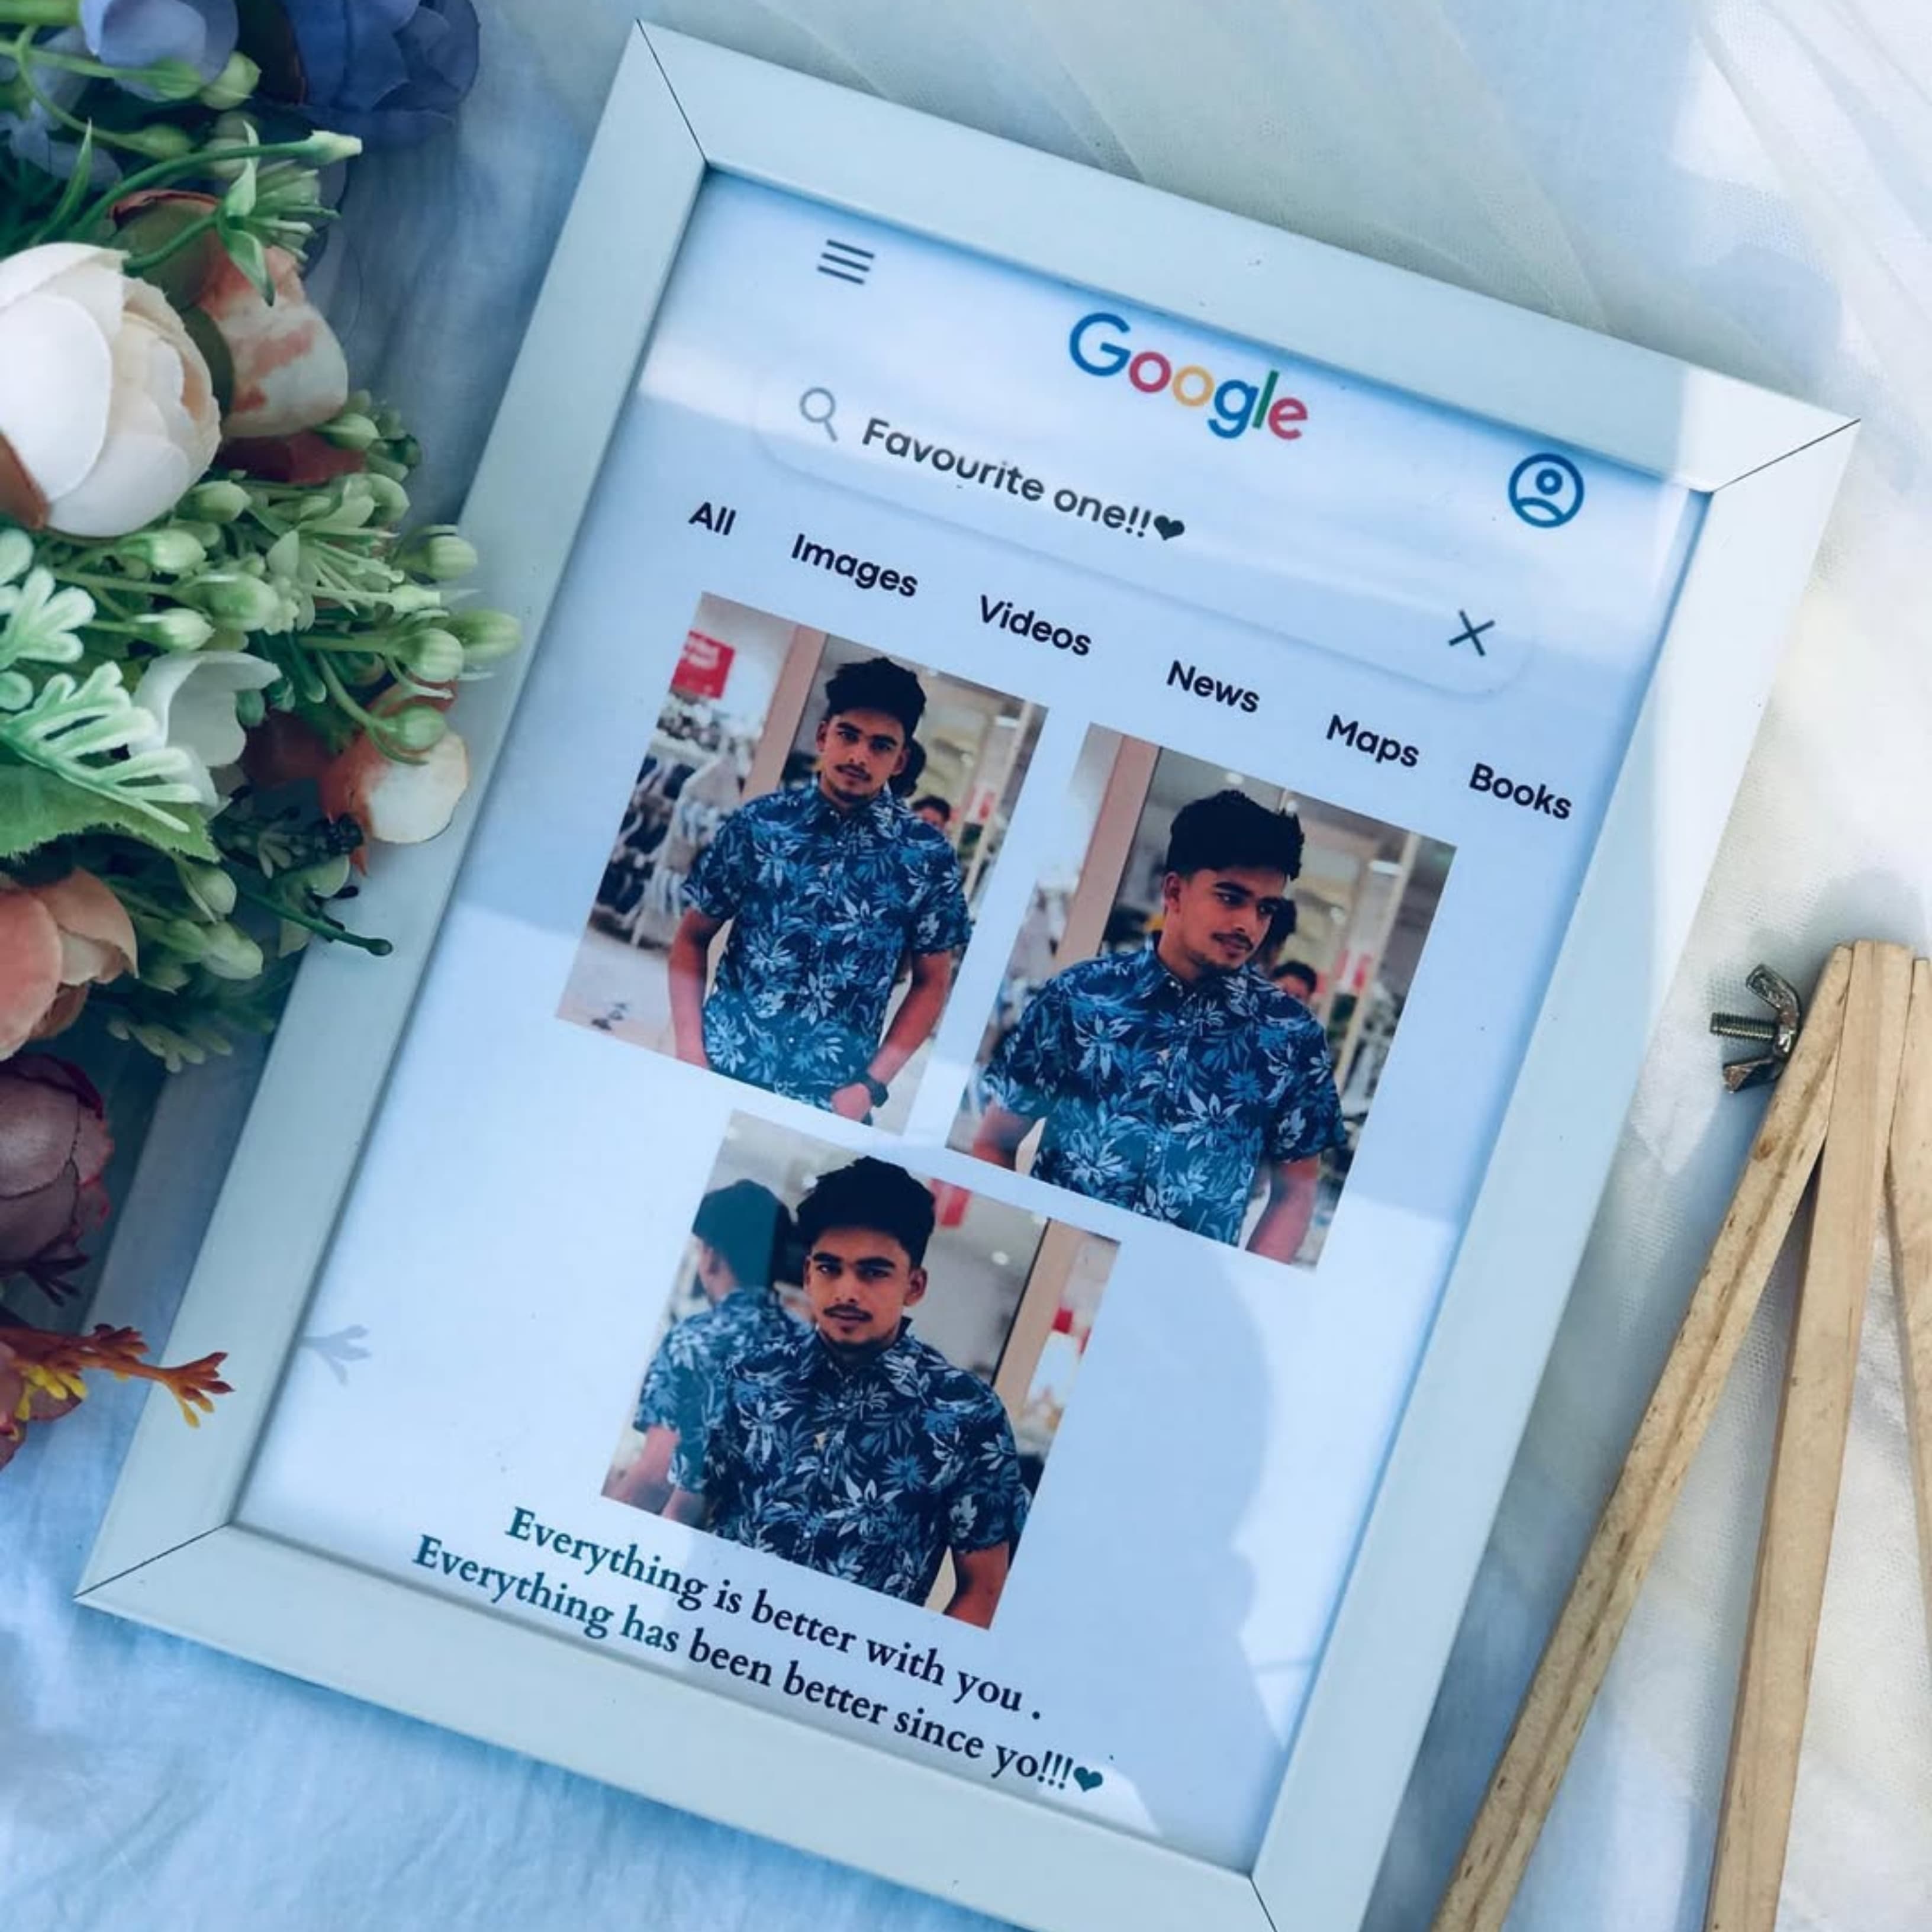 Google
Favourite one!!❤
All Images Videos News Maps Books
Everything is better with you .
Everything has been better since yo!!!❤